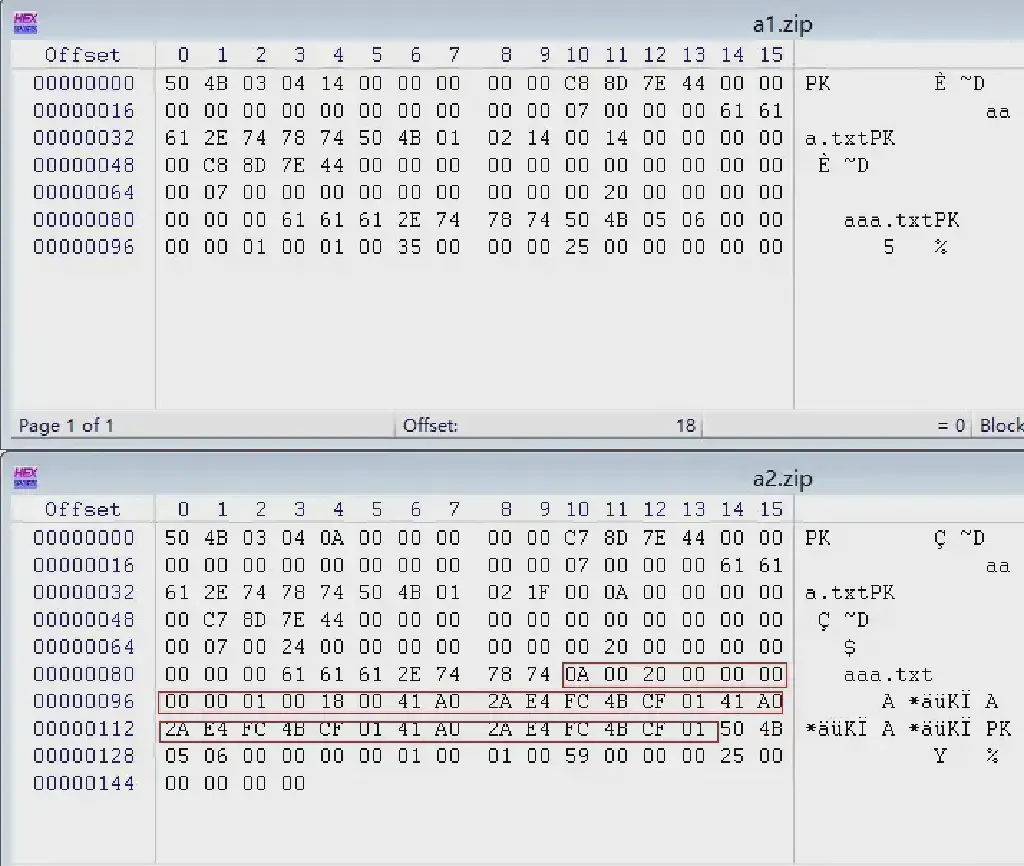 HEX
a1.zip
Offset 0 1 2 3 4 5 6 7 8 9 10 11 12 13 14 15
00000000 50 4B 03 04 14 00 00 00 00 00 C8 8D 7E 44 00 00 PK È ~D
00000016 00 00 00 00 00 00 00 00 00 00 07 00 00 00 61 61 aa
00000032 61 2E 74 78 74 50 4B 01 02 14 00 14 00 00 00 00 a.txtPK
00000048 00 C8 8D 7E 44 00 00 00 00 00 00 00 00 00 00 00 È ~D
00000064 00 07 00 00 00 00 00 00 00 00 00 20 00 00 00 00
00000080 00 00 00 61 61 61 2E 74 78 74 50 4B 05 06 00 00 aaa.txtPK
00000096 00 00 01 00 01 00 35 00 00 00 25 00 00 00 00 00 5 %
Page 1 of 1 Offset: 18 = 0 Block
HEX
a2.zip
Offset 0 1 2 3 4 5 6 7 8 9 10 11 12 13 14 15
00000000 50 4B 03 04 0A 00 00 00 00 00 C7 8D 7E 44 00 00 PK Ç ~D
00000016 00 00 00 00 00 00 00 00 00 00 07 00 00 00 61 61 aa
00000032 61 2E 74 78 74 50 4B 01 02 1F 00 0A 00 00 00 00 a.txtPK
00000048 00 C7 8D 7E 44 00 00 00 00 00 00 00 00 00 00 00 Ç ~D
00000064 00 07 00 24 00 00 00 00 00 00 00 20 00 00 00 00 $
00000080 00 00 00 61 61 61 2E 74 78 74 0A 00 20 00 00 00 aaa.txt
00000096 00 00 01 00 18 00 41 A0 2A E4 FC 4B CF 01 41 A0 A *äüKÏ A
00000112 2A E4 FC 4B CF 01 41 A0 2A E4 FC 4B CF 01 50 4B *äüKÏ A *äüKÏ PK
00000128 05 06 00 00 00 00 01 00 01 00 59 00 00 00 25 00 Y %
00000144 00 00 00 00